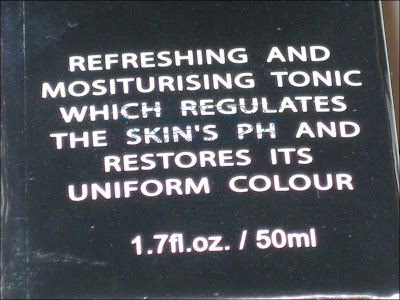 REFRESHING AND
MOSITURISING TONIC
WHICH REGULATES
THE SKIN'S PH AND
RESTORES ITS
UNIFORM COLOUR
1.7fl.oz. / 50ml